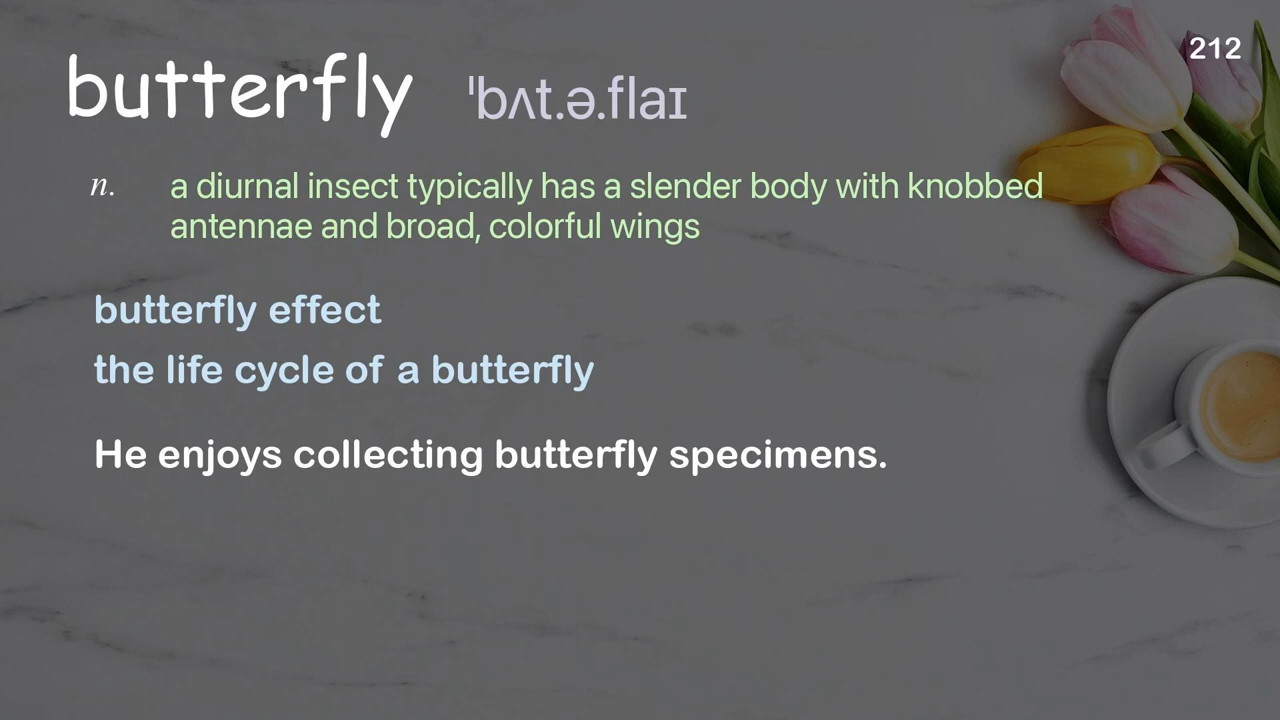 212
butterfly ˈbʌt.ə.flaɪ
n. a diurnal insect typically has a slender body with knobbed
antennae and broad, colorful wings
butterfly effect
the life cycle of a butterfly
He enjoys collecting butterfly specimens.